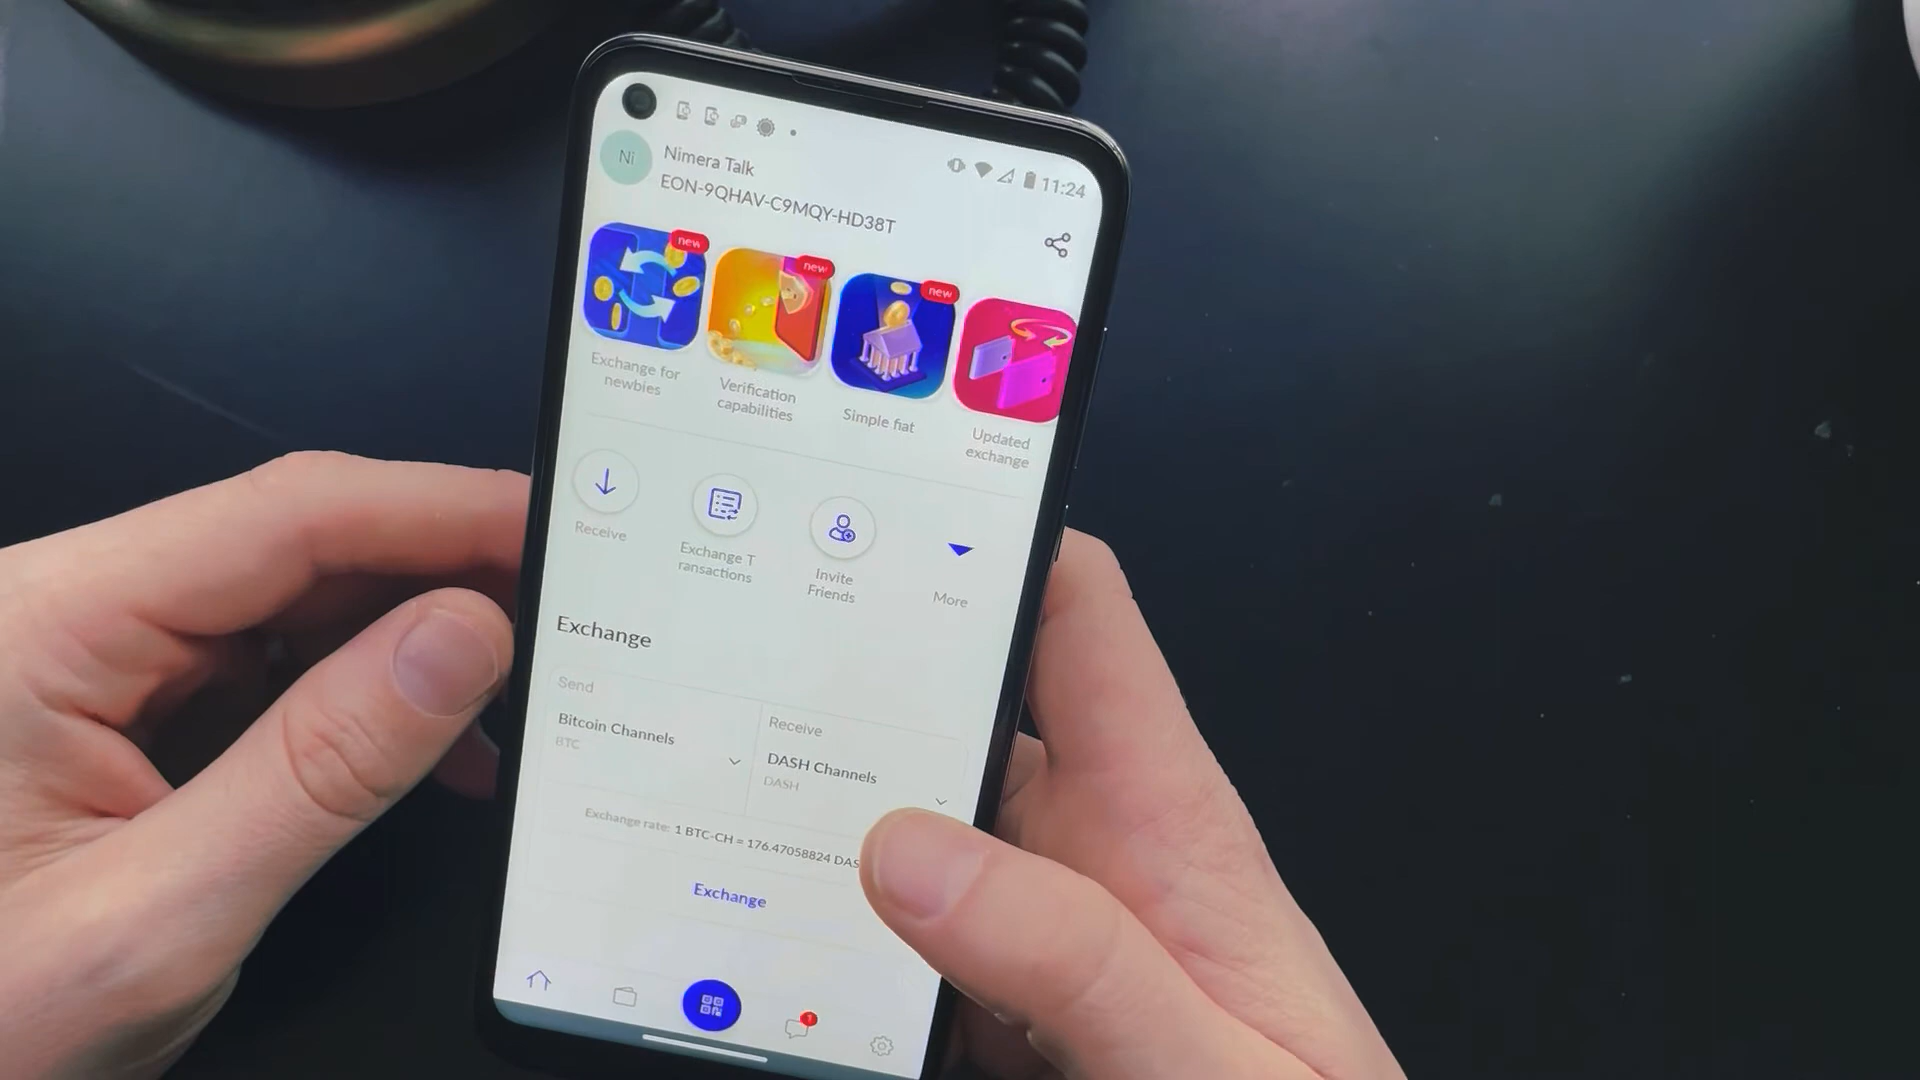 11:24
Ni
Nimera Talk
EON-9QHAV-C9MQY-HD38T
new
new
new
Exchange for
newbies
Verification
capabilities
Simple fiat
Updated
exchange
Receive
Exchange T
ransactions
Invite
Friends
More
Exchange
Send
Bitcoin Channels
BTC
Receive
DASH Channels
DASH
Exchange rate: 1 BTC-CH = 176.47058824 DAS
Exchange
1